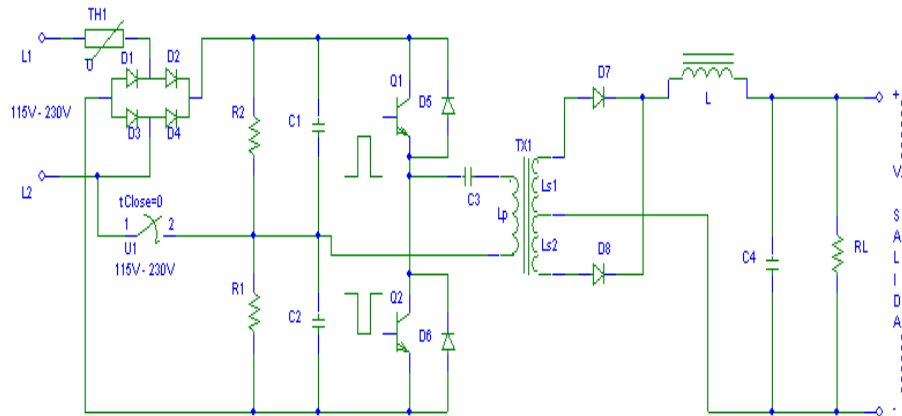 TH1
L1
U
D1
D2
115V - 230V
D3
D4
L2
tClose=0
1
2
U1
115V - 230V
R2
C1
R1
C2
Q1
D5
Q2
D6
C3
TX1
Lp
Ls1
Ls2
D7
D8
L
C4
RL
+
V.
SALIDA
-